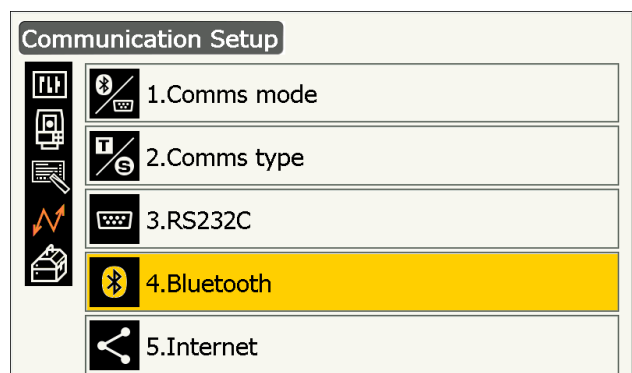 Communication Setup
1.Comms mode
T S 2.Comms type
3.RS232C
4.Bluetooth
5.Internet